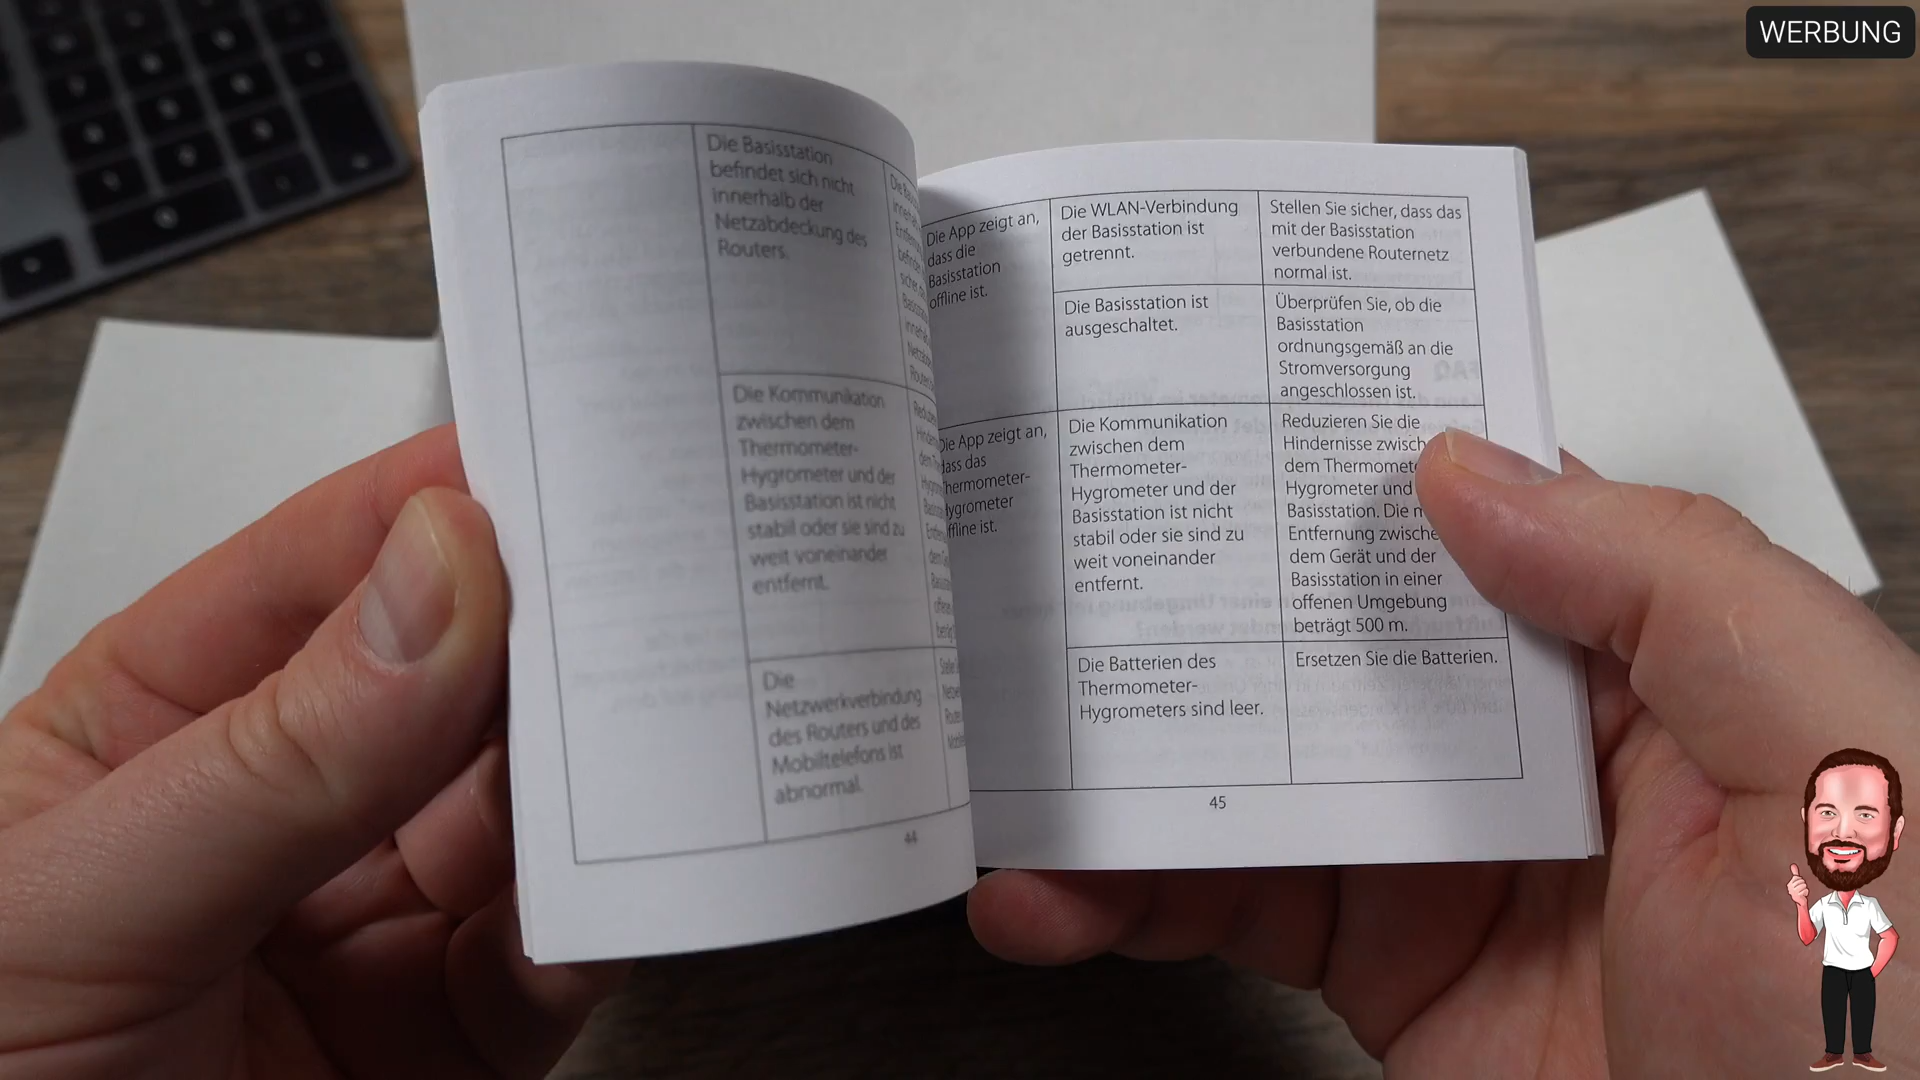 WERBUNG
Die Basisstation
befindet sich nicht
innerhalb der
Netzabdeckung des
Routers.
Die Kommunikation
zwischen dem
Thermometer-
Hygrometer und der
Basisstation ist nicht
stabil oder sie sind zu
weit voneinander
entfernt.
Die
Netzwerkverbindung
des Routers und des
Mobiltelefons ist
abnormal.
44
Die App zeigt an,
dass die
Basisstation
offline ist.
Die WLAN-Verbindung
der Basisstation ist
getrennt.
Stellen Sie sicher, dass das
mit der Basisstation
verbundene Routernetz
normal ist.
Die Basisstation ist
ausgeschaltet.
Überprüfen Sie, ob die
Basisstation
ordnungsgemäß an die
Stromversorgung
angeschlossen ist.
Die App zeigt an,
dass das
Thermometer-
Hygrometer
offline ist.
Die Kommunikation
zwischen dem
Thermometer-
Hygrometer und der
Basisstation ist nicht
stabil oder sie sind zu
weit voneinander
entfernt.
Reduzieren Sie die
Hindernisse zwisch
dem Thermomet
Hygrometer und
Basisstation. Die
Entfernung zwische
dem Gerät und der
Basisstation in einer
offenen Umgebung
beträgt 500 m.
Die Batterien des
Thermometer-
Hygrometers sind leer.
Ersetzen Sie die Batterien.
45